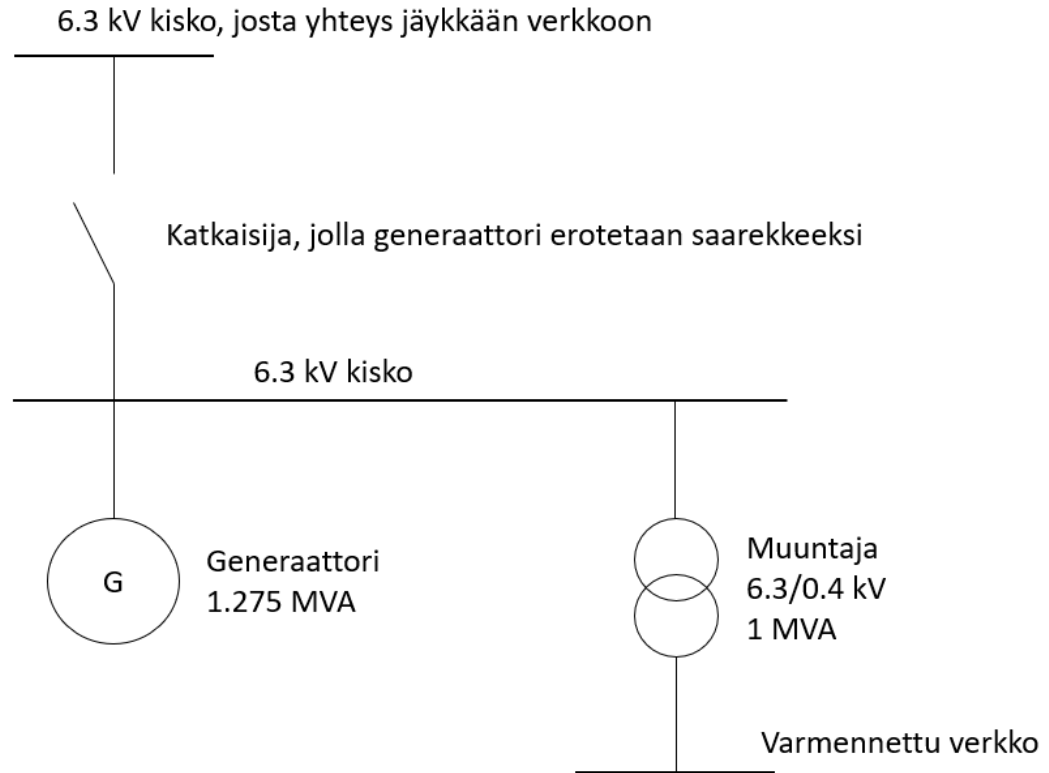 6.3 kV kisko, josta yhteys jäykkään verkkoon
Katkaisija, jolla generaattori erotetaan saarekkeeksi
6.3 kV kisko
G
Generaattori
1.275 MVA
Muuntaja
6.3/0.4 kV
1 MVA
Varmennettu verkko